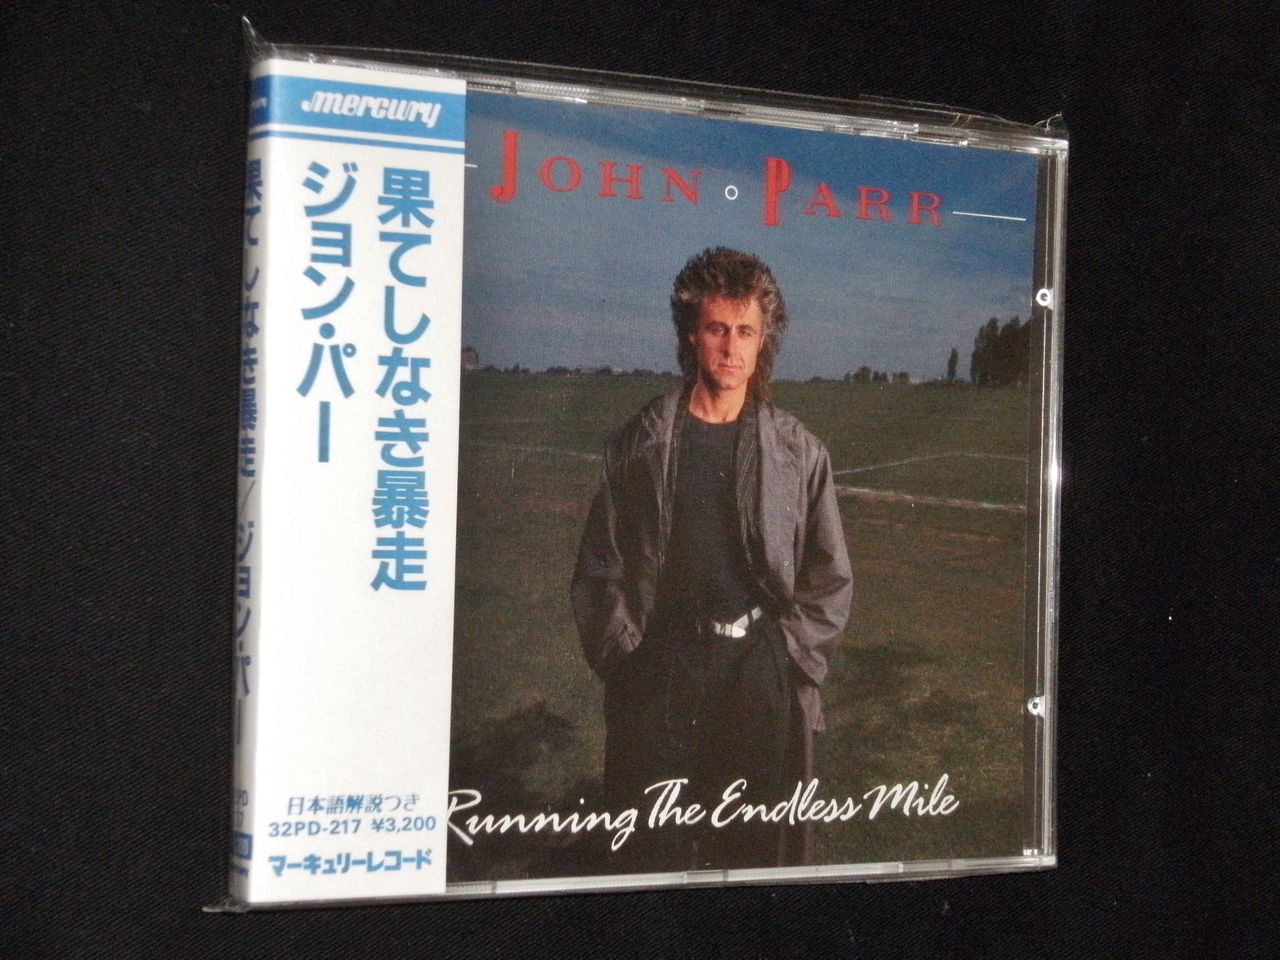 mercury
果てしなき暴走
ジョン・パー
日本語解説つき
32PD-217 ¥3,200
マーキュリーレコード
果てしなき暴走/ジョン・パー
JOHN PARR
Running The Endless Mile